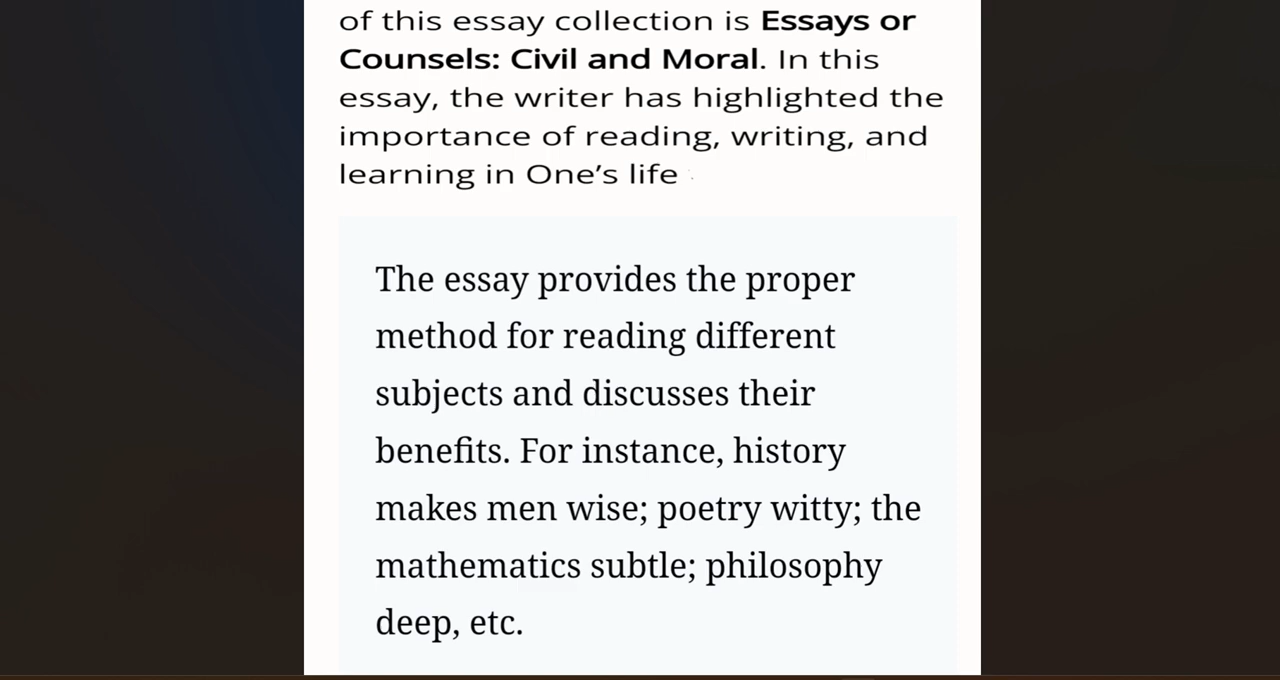 of this essay collection is Essays or
Counsels: Civil and Moral. In this
essay, the writer has highlighted the
importance of reading, writing, and
learning in One’s life
The essay provides the proper
method for reading different
subjects and discusses their
benefits. For instance, history
makes men wise; poetry witty; the
mathematics subtle; philosophy
deep, etc.